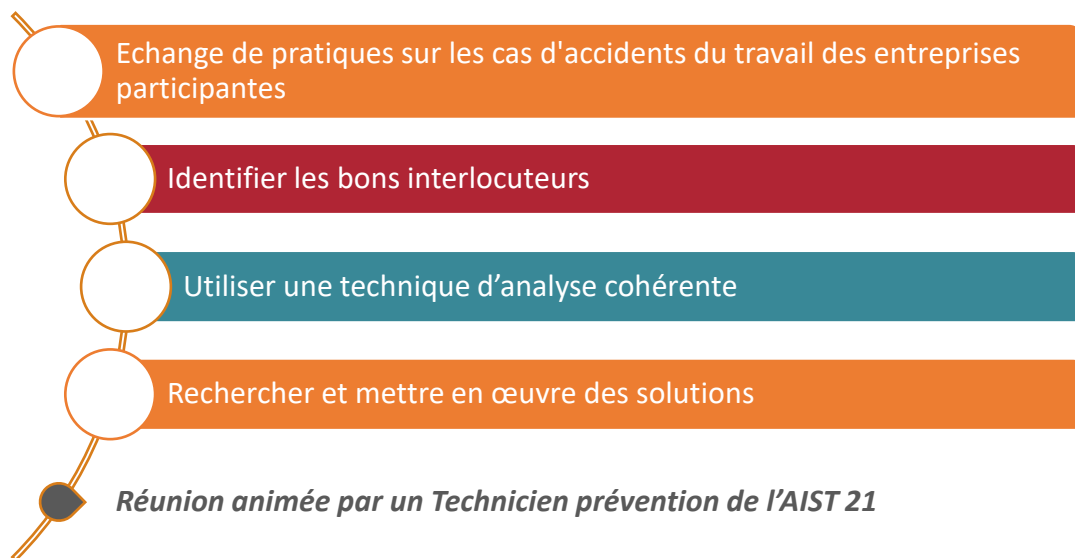 Echange de pratiques sur les cas d'accidents du travail des entreprises
participantes
Identifier les bons interlocuteurs
Utiliser une technique d’analyse cohérente
Rechercher et mettre en œuvre des solutions
Réunion animée par un Technicien prévention de l’AIST 21